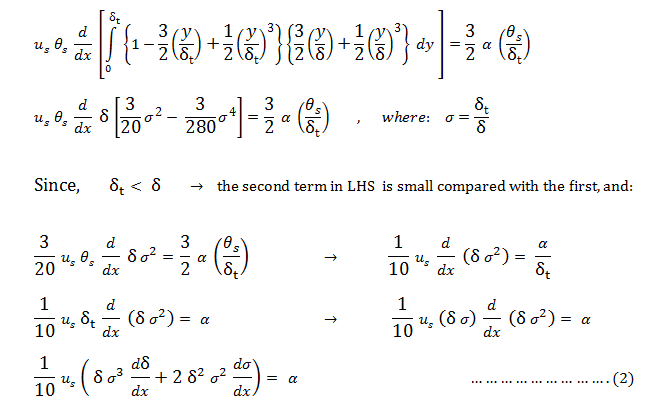 u_s θ_s d/dx [ ∫_0^{δ_t} {1 − 3/2 (y/δ_t) + 1/2 (y/δ_t)^3} {3/2 (y/δ) + 1/2 (y/δ)^3} dy ] = 3/2 α (θ_s/δ_t)
u_s θ_s d/dx δ [ 3/20 σ^2 − 3/280 σ^4 ] = 3/2 α (θ_s/δ_t) , where: σ = δ_t/δ
Since, δ_t < δ → the second term in LHS is small compared with the first, and:
3/20 u_s θ_s d/dx δ σ^2 = 3/2 α (θ_s/δ_t) → 1/10 u_s d/dx (δ σ^2) = α/δ_t
1/10 u_s δ_t d/dx (δ σ^2) = α → 1/10 u_s (δ σ) d/dx (δ σ^2) = α
1/10 u_s ( δ σ^3 dδ/dx + 2 δ^2 σ^2 dσ/dx ) = α … … … … … … … … … . (2)